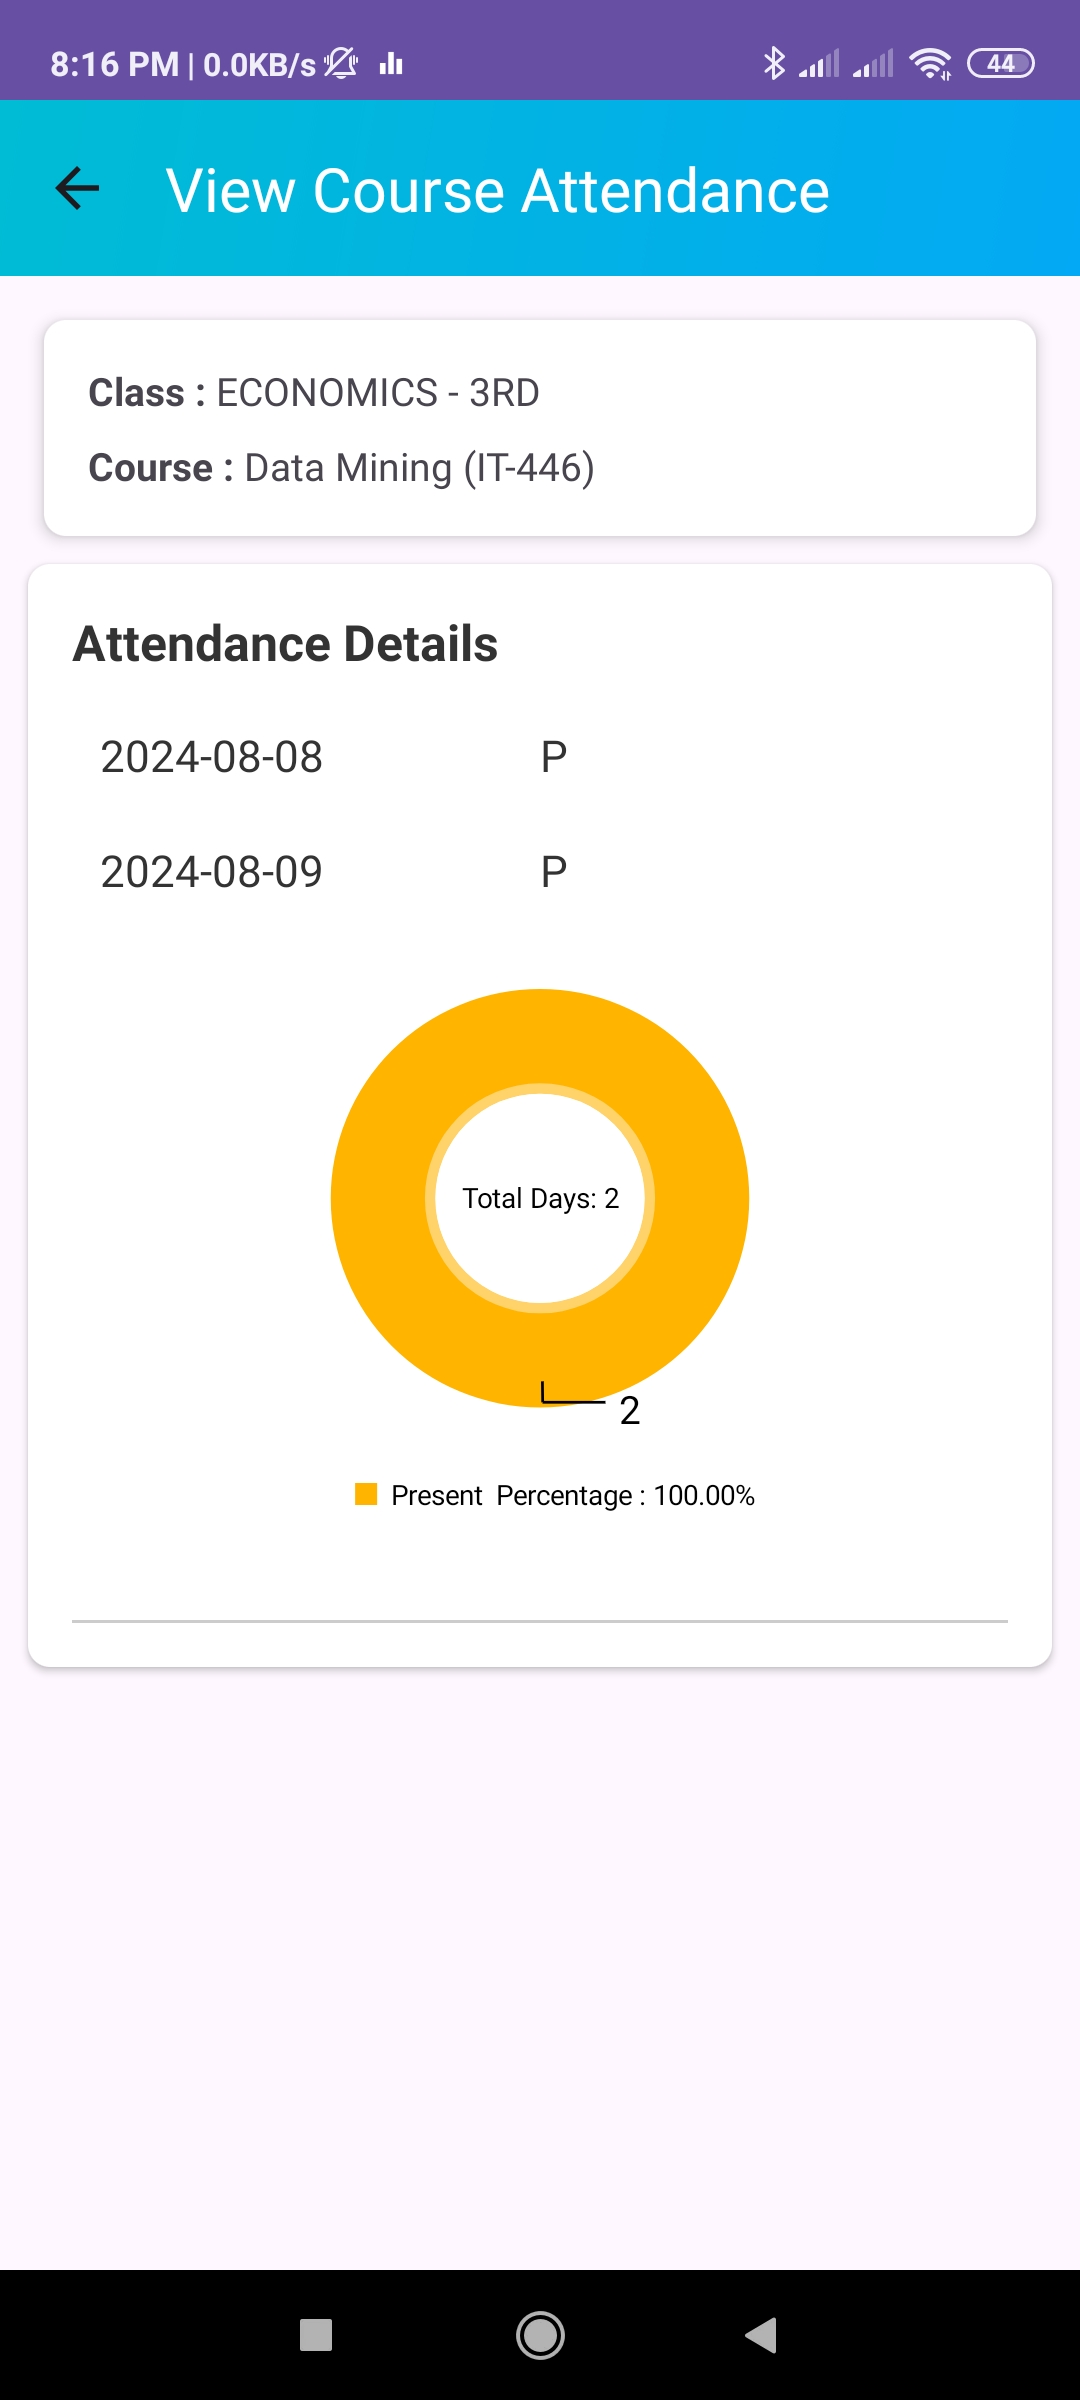 8:16 PM | 0.0KB/s 44
View Course Attendance
Class : ECONOMICS - 3RD
Course : Data Mining (IT-446)
Attendance Details
2024-08-08 P
2024-08-09 P
Total Days: 2
2
Present Percentage : 100.00%